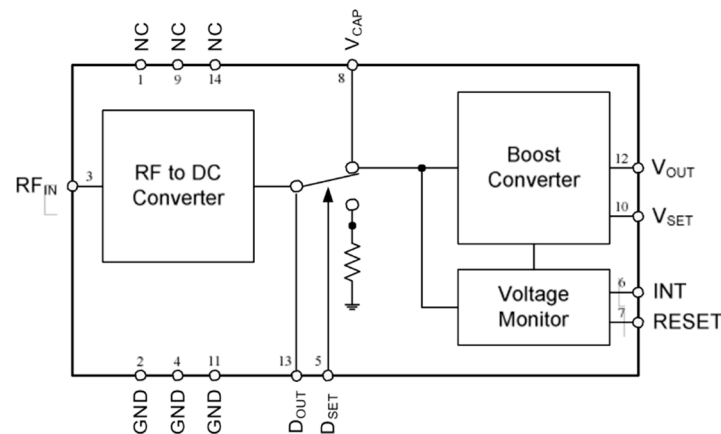 NC
NC
NC
VCAP
1
9
14
8
RF to DC
Converter
Boost
Converter
3
RFIN
12
VOUT
10
VSET
Voltage
Monitor
6
INT
7
RESET
2
4
11
13
5
GND
GND
GND
DOUT
DSET